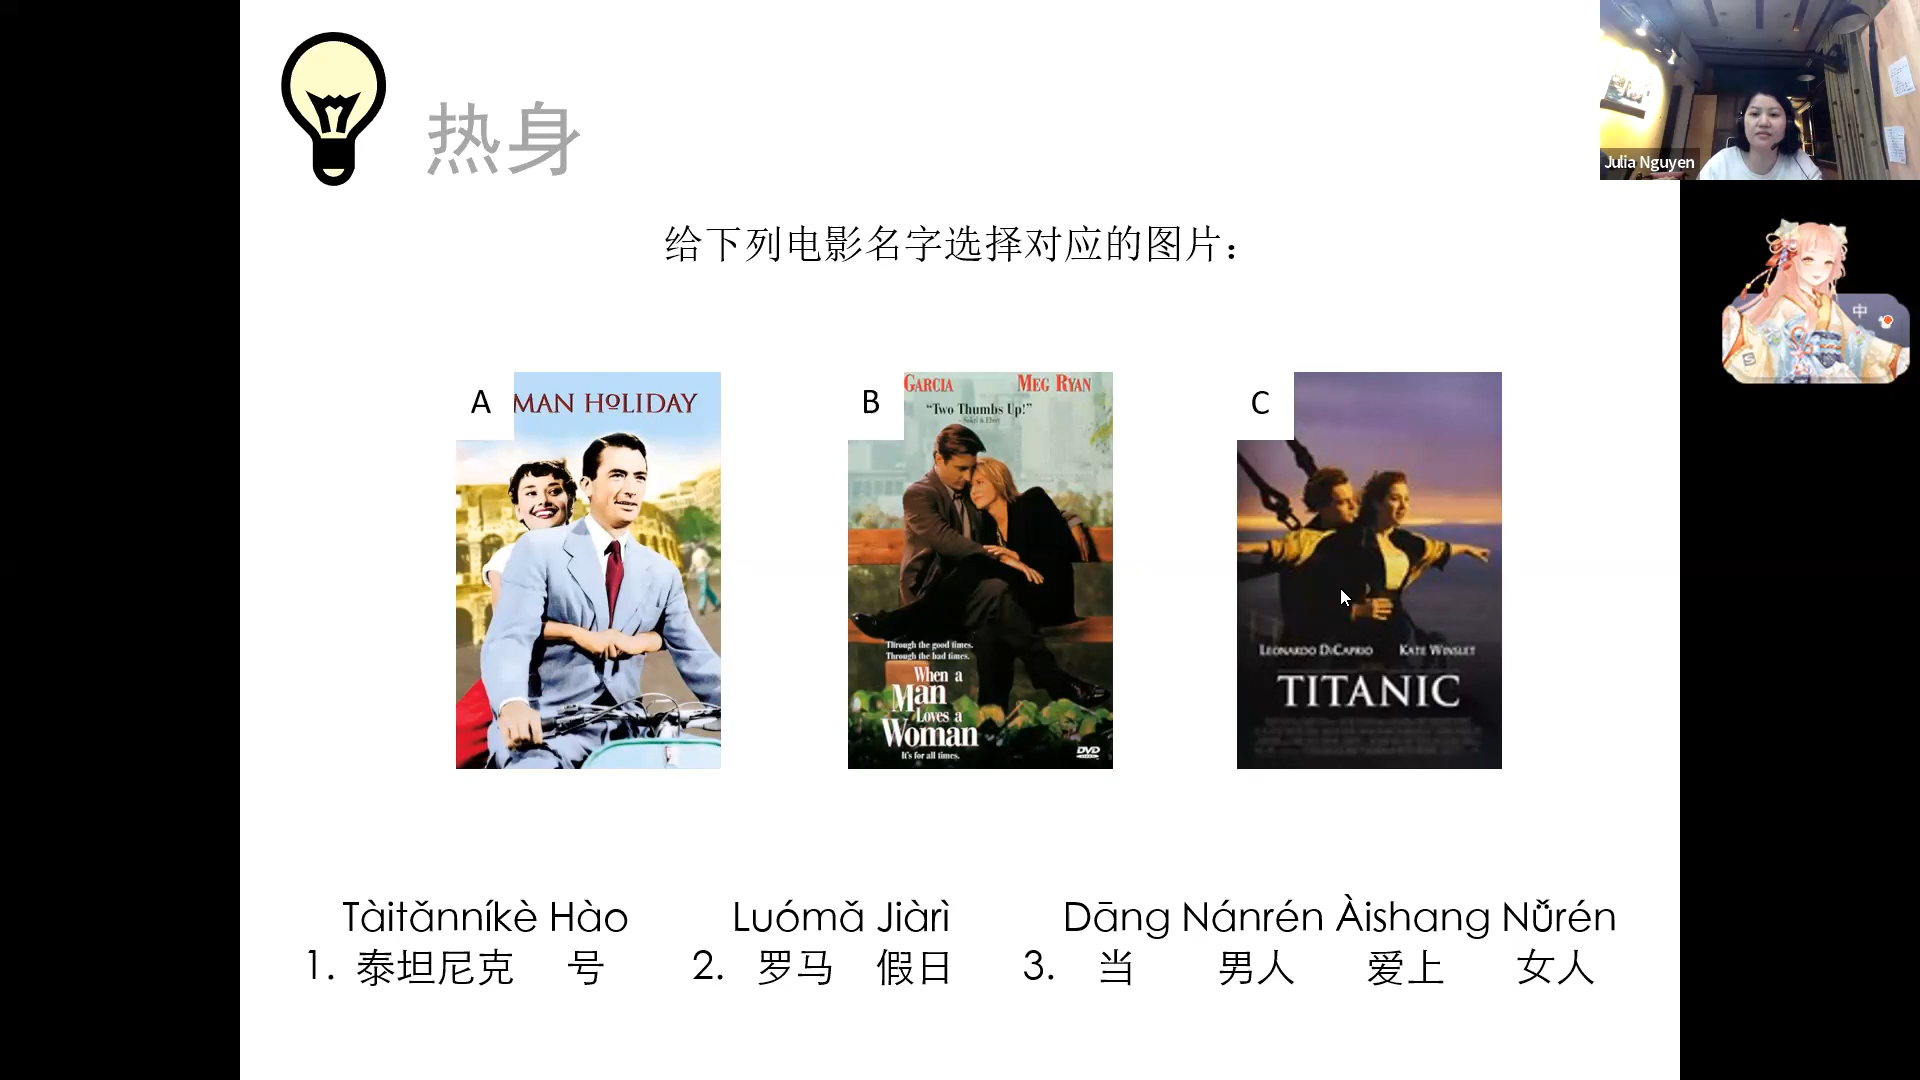 热身
Julia Nguyen
给下列电影名字选择对应的图片：
中
A
MAN HOLIDAY
B
GARCIA MEG RYAN
"Two Thumbs Up!"
Through the good times.
Through the bad times.
When a
Man
Loves a
Woman
It's for all times.
DVD
C
LEONARDO DICAPRIO KATE WINSLET
TITANIC
Tàitǎnníkè Hào Luómǎ Jiàrì Dāng Nánrén Àishang Nǚrén
1. 泰坦尼克 号 2. 罗马 假日 3. 当 男人 爱上 女人